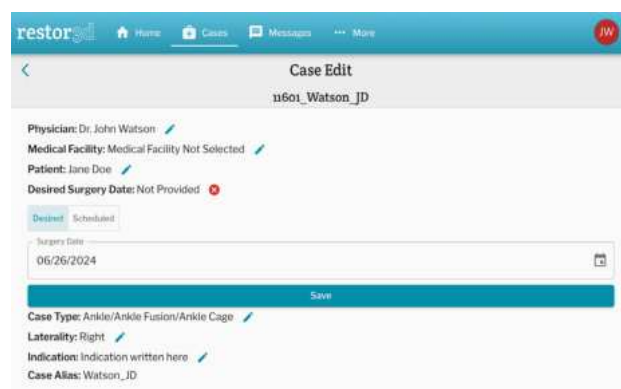 restor3d Home Cases Messages ... More JW
Case Edit
11601_Watson_JD
Physician: Dr. John Watson
Medical Facility: Medical Facility Not Selected
Patient: Jane Doe
Desired Surgery Date: Not Provided
Desired Scheduled
Surgery Date
06/26/2024
Save
Case Type: Ankle/Ankle Fusion/Ankle Cage
Laterality: Right
Indication: Indication written here
Case Alias: Watson_JD